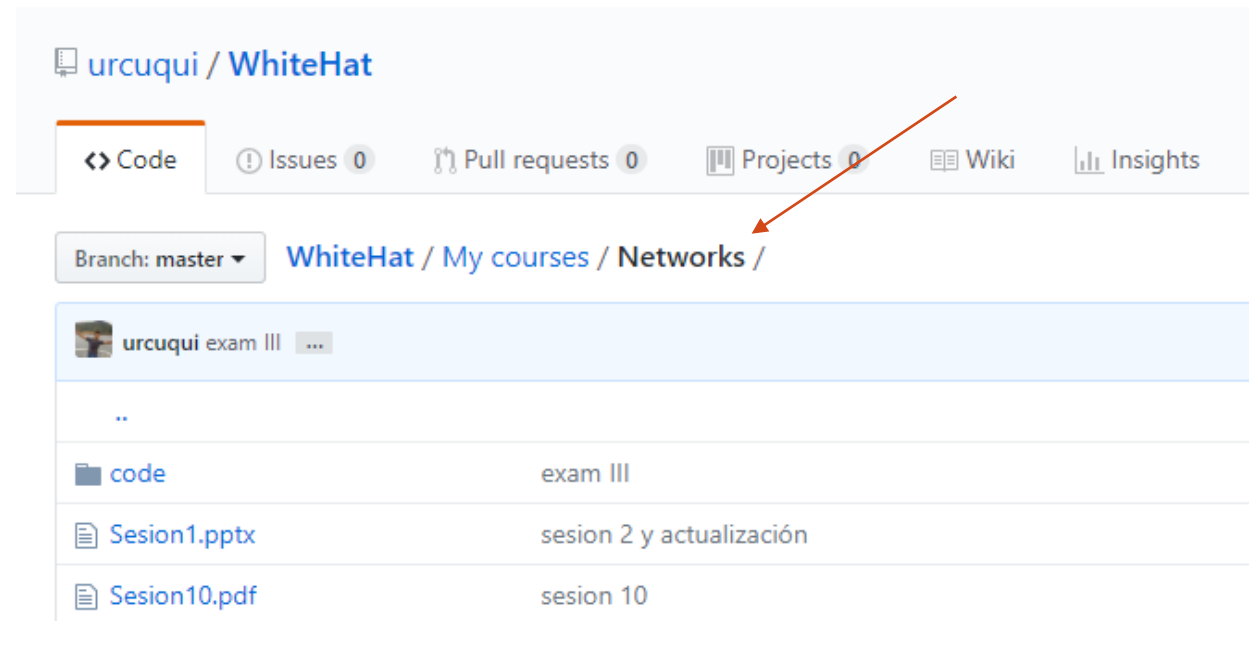 urcuqui / WhiteHat
Code Issues 0 Pull requests 0 Projects 0 Wiki Insights
Branch: master WhiteHat / My courses / Networks /
urcuqui exam III ...
..
code exam III
Sesion1.pptx sesion 2 y actualización
Sesion10.pdf sesion 10